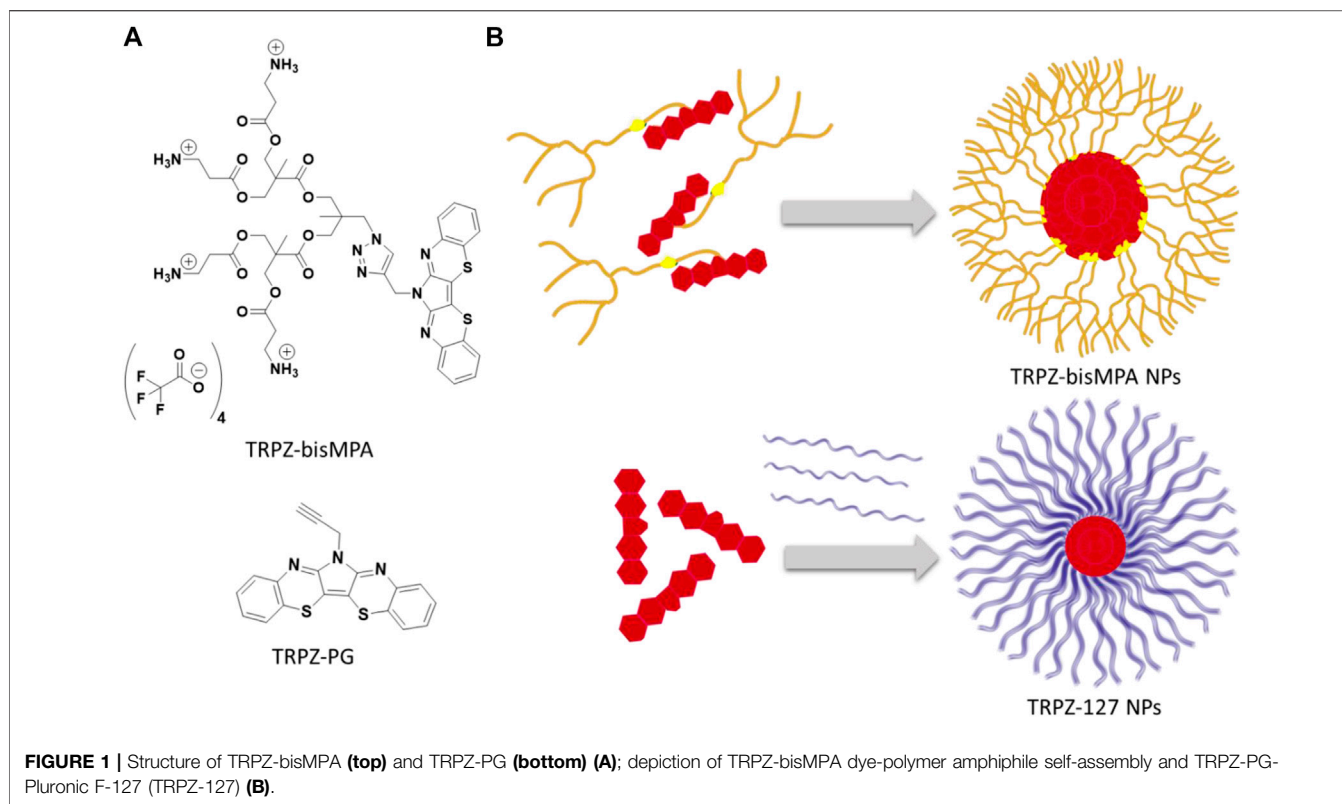 A
B
NH3
+
O
O
NH3
+
O
O
O
O
O
O
O
NH3
+
O
O
N
N
N
N
S
N
S
N
O
O
NH3
+
F
F
F
O
O
−
4
TRPZ-bisMPA
TRPZ-bisMPA NPs
N
N
N
S
S
TRPZ-PG
TRPZ-127 NPs
FIGURE 1 | Structure of TRPZ-bisMPA (top) and TRPZ-PG (bottom) (A); depiction of TRPZ-bisMPA dye-polymer amphiphile self-assembly and TRPZ-PG-
Pluronic F-127 (TRPZ-127) (B).